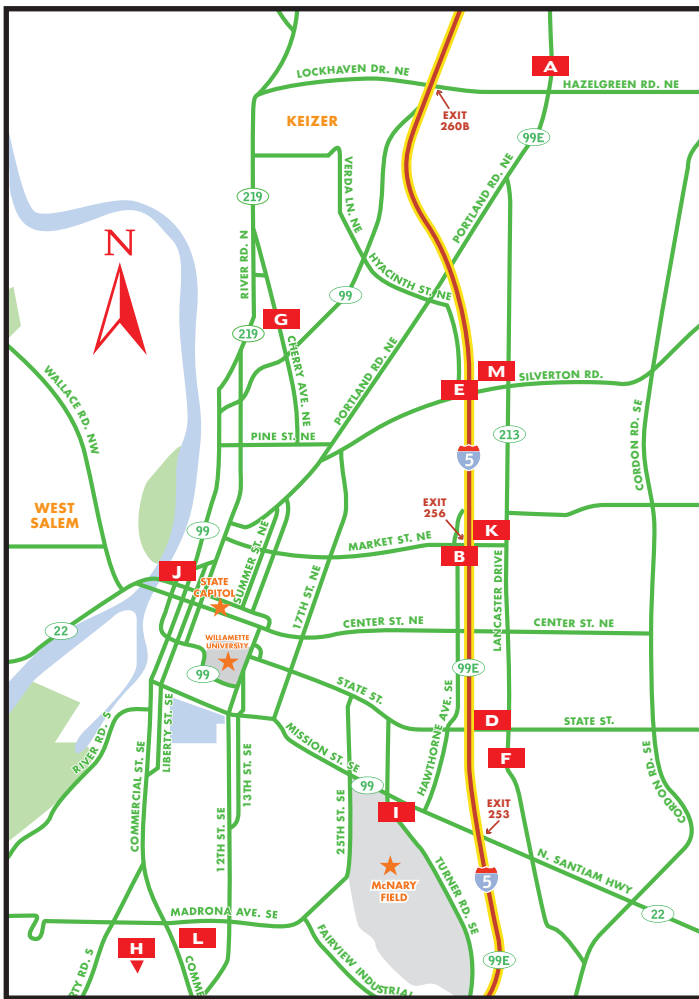 LOCKHAVEN DR. NE
A
HAZELGREEN RD. NE
EXIT
260B
KEIZER
99E
VERDA LN. NE
PORTLAND RD. NE
219
RIVER RD. N
N
HYACINTH ST. NE
99
G
219
CHERRY AVE. NE
PORTLAND RD. NE
M
E
SILVERTON RD.
WALLACE RD. NW
CORDON RD. SE
PINE ST. NE
213
5
WEST
SALEM
EXIT
256
99
SUMMER ST. NE
MARKET ST. NE
K
B
J
STATE
CAPITOL
17TH ST. NE
LANCASTER DRIVE
22
CENTER ST. NE
CENTER ST. NE
WILLAMETTE
UNIVERSITY
99
99E
STATE ST.
HAWTHORNE AVE. SE
D
STATE ST.
RIVER RD. S
LIBERTY ST. SE
COMMERCIAL ST. SE
13TH ST. SE
12TH ST. SE
MISSION ST. SE
99
25TH ST. SE
F
I
EXIT
253
CORDON RD. SE
N. SANTIAM HWY
McNARY
FIELD
5
TURNER RD. SE
22
MADRONA AVE. SE
H
L
FAIRVIEW INDUSTRIAL
99E
RTY RD. S
COMME